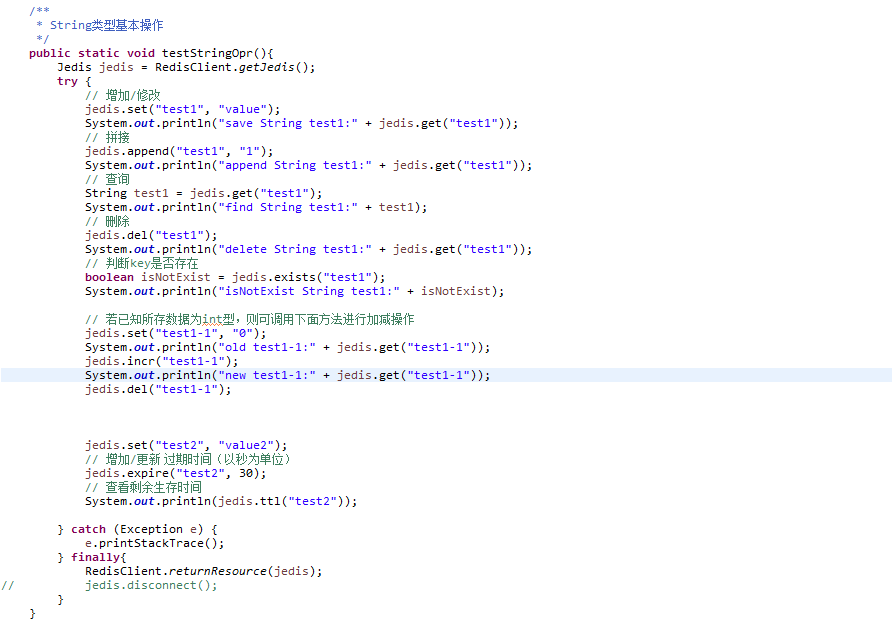 /**
 * String类型基本操作
 */
public static void testStringOpr(){
Jedis jedis = RedisClient.getJedis();
try {
// 增加/修改
jedis.set("test1", "value");
System.out.println("save String test1:" + jedis.get("test1"));
// 拼接
jedis.append("test1", "1");
System.out.println("append String test1:" + jedis.get("test1"));
// 查询
String test1 = jedis.get("test1");
System.out.println("find String test1:" + test1);
// 删除
jedis.del("test1");
System.out.println("delete String test1:" + jedis.get("test1"));
// 判断key是否存在
boolean isNotExist = jedis.exists("test1");
System.out.println("isNotExist String test1:" + isNotExist);
// 若已知所存数据为int型，则可调用下面方法进行加减操作
jedis.set("test1-1", "0");
System.out.println("old test1-1:" + jedis.get("test1-1"));
jedis.incr("test1-1");
System.out.println("new test1-1:" + jedis.get("test1-1"));
jedis.del("test1-1");
jedis.set("test2", "value2");
// 增加/更新 过期时间（以秒为单位）
jedis.expire("test2", 30);
// 查看剩余生存时间
System.out.println(jedis.ttl("test2"));
} catch (Exception e) {
e.printStackTrace();
} finally{
RedisClient.returnResource(jedis);
// jedis.disconnect();
}
}